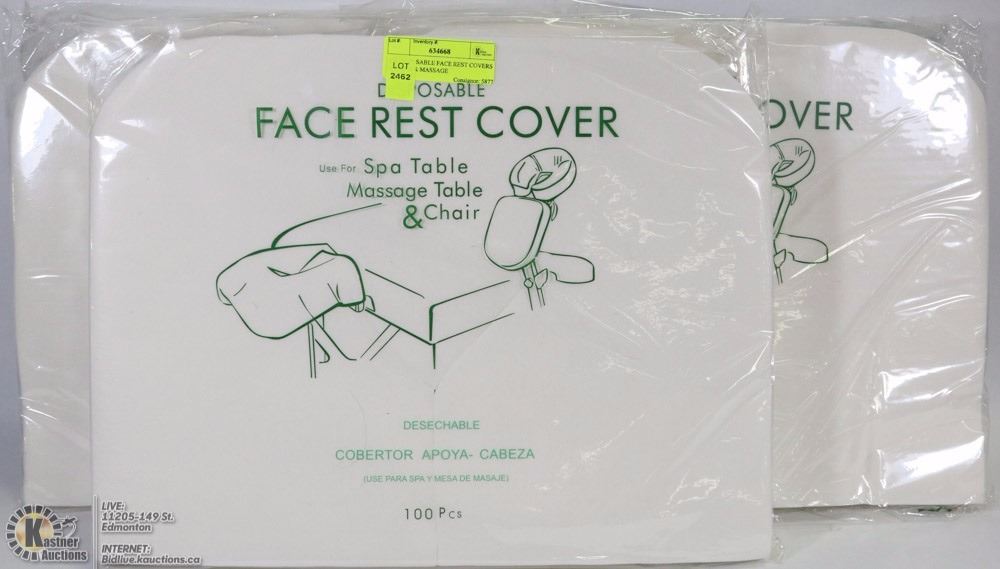 Lot #: Inventory #:
634668
LOT SABLE FACE REST COVERS
2462 & MASSAGE
Consignor: 5877
D POSABLE
FACE REST COVER
Use For Spa Table
Massage Table
& Chair
DESECHABLE
COBERTOR APOYA- CABEZA
(USE PARA SPA Y MESA DE MASAJE)
100 Pcs
OVER
Kastner
Auctions
LIVE:
11205-149 St.
Edmonton
INTERNET:
Bidlive.kauctions.ca